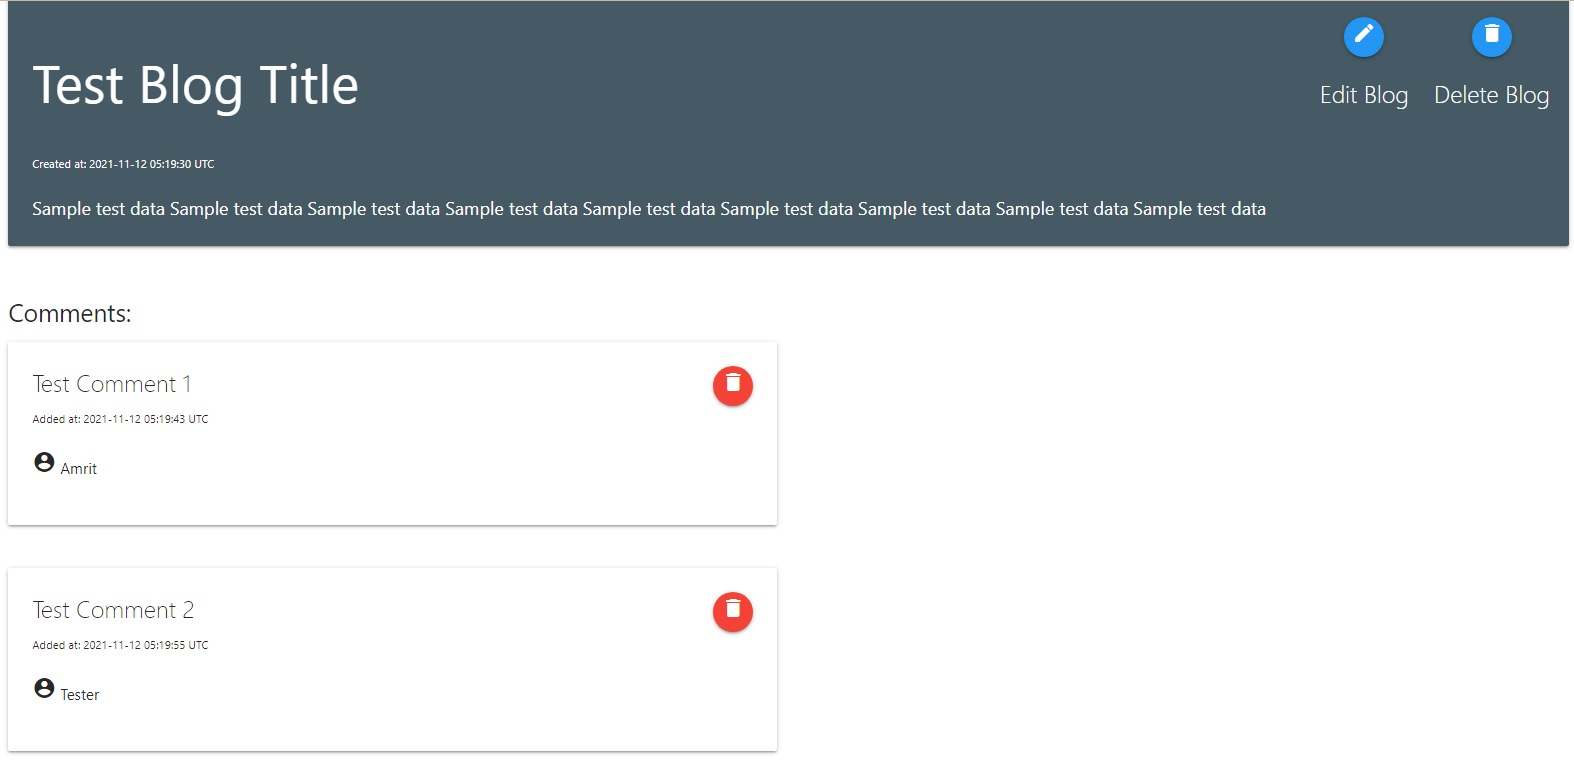 Test Blog Title
Edit Blog
Delete Blog
Created at: 2021-11-12 05:19:30 UTC
Sample test data Sample test data Sample test data Sample test data Sample test data Sample test data Sample test data Sample test data Sample test data
Comments:
Test Comment 1
Added at: 2021-11-12 05:19:43 UTC
Amrit
Test Comment 2
Added at: 2021-11-12 05:19:55 UTC
Tester